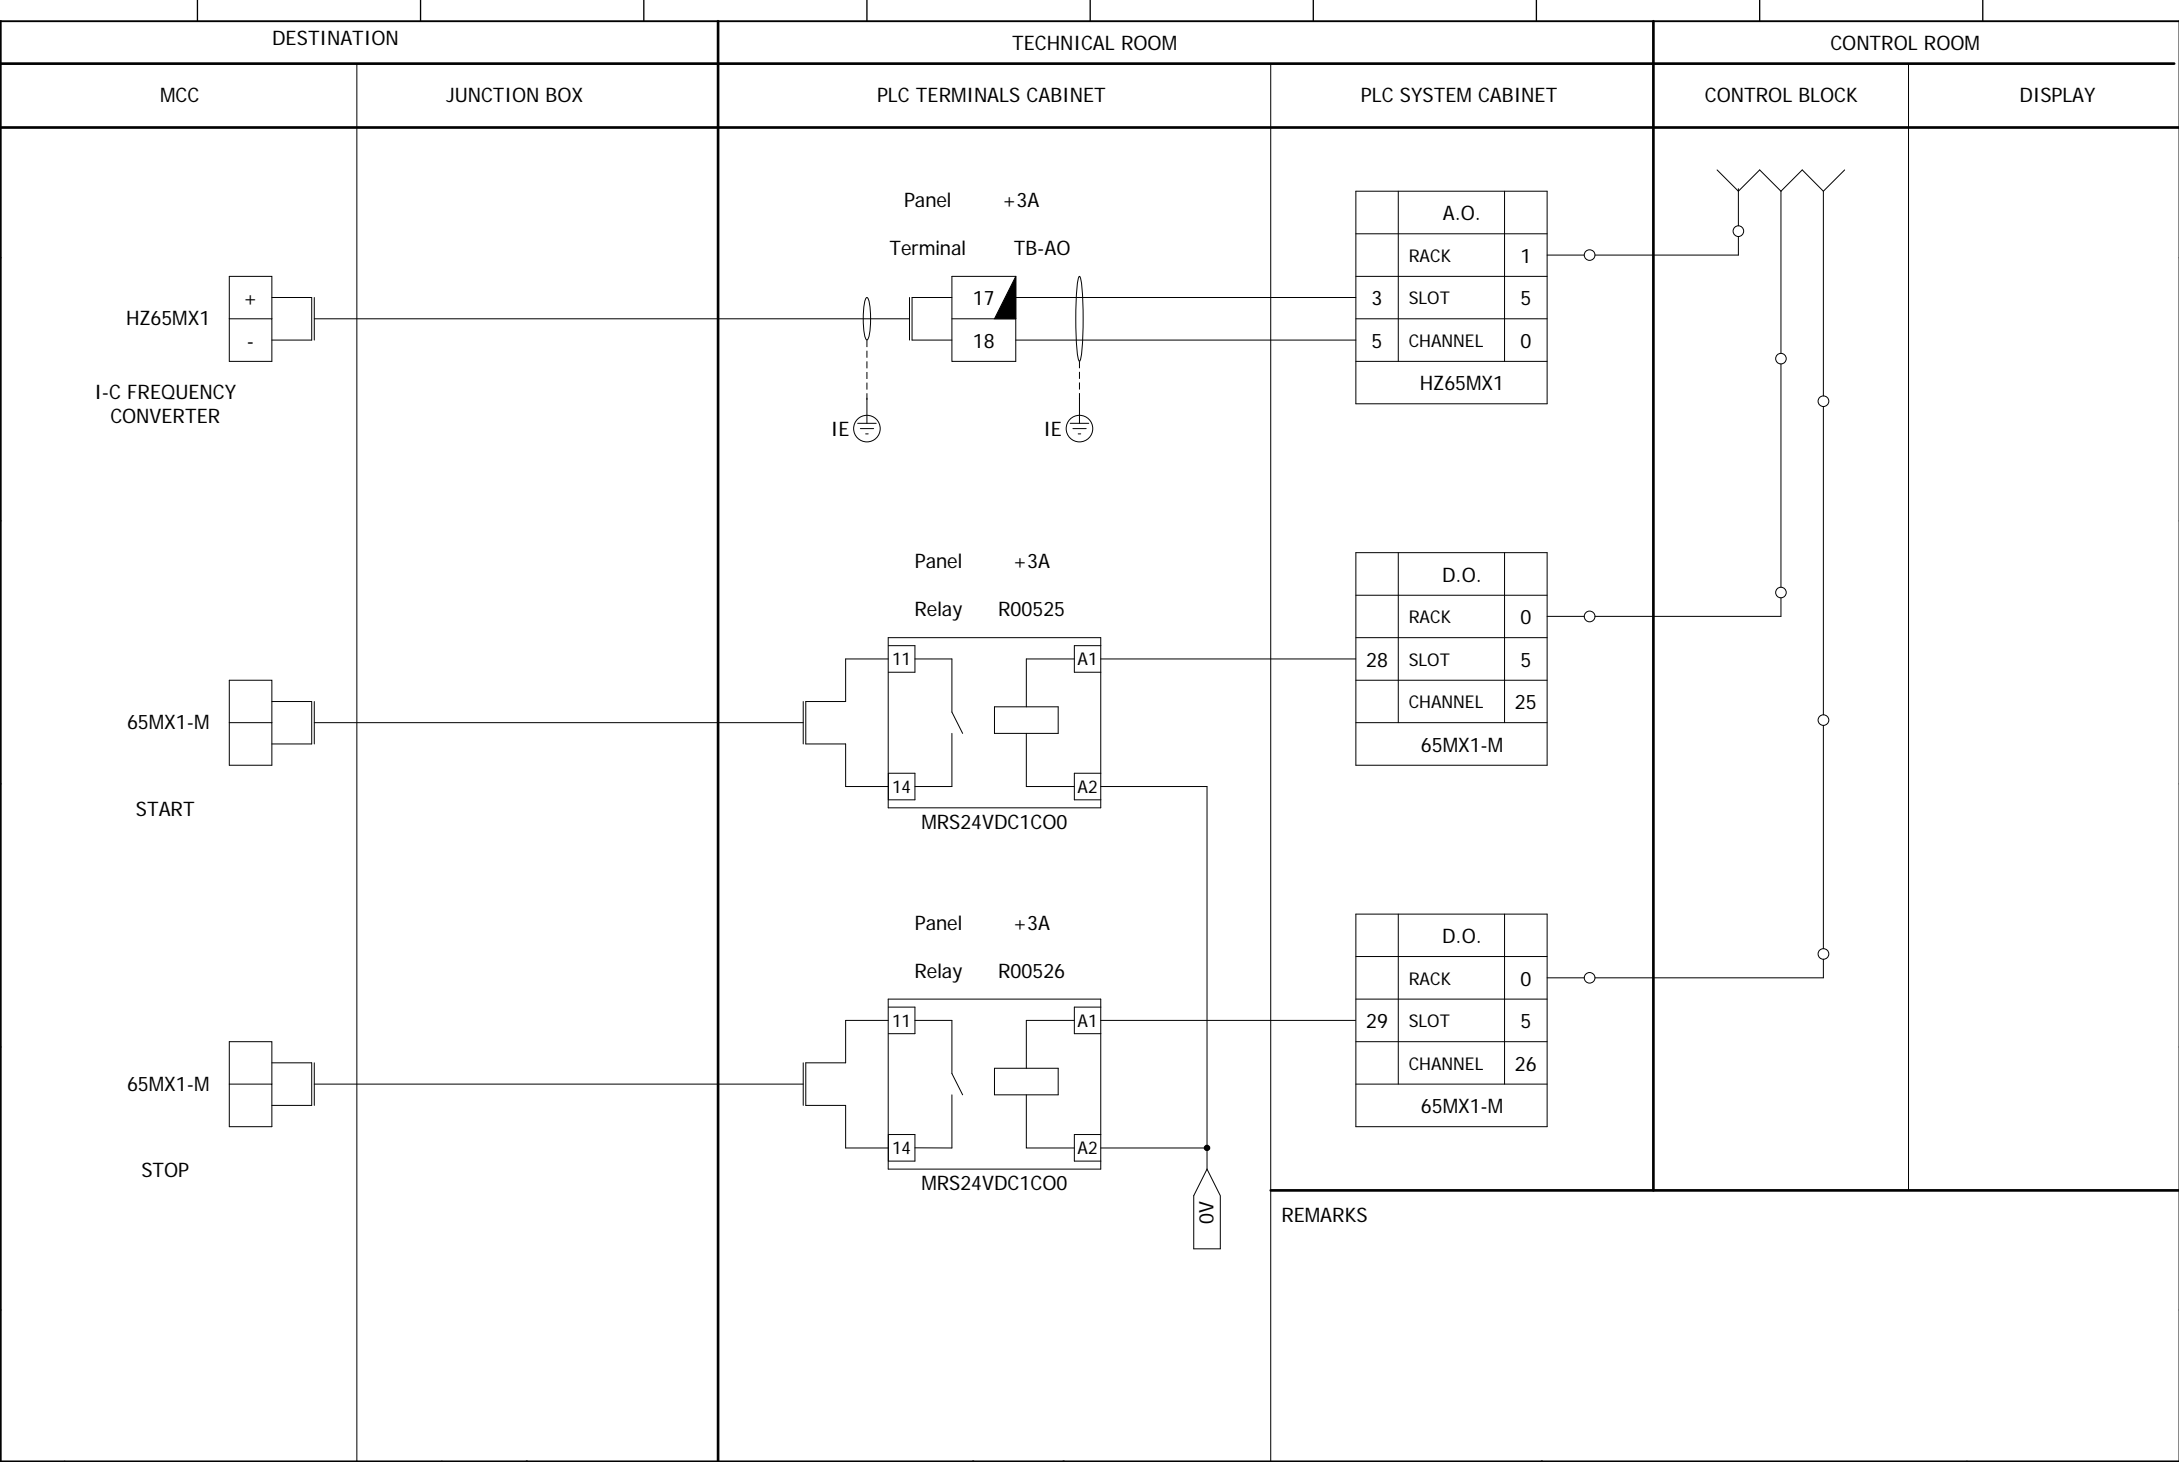 DESTINATION
TECHNICAL ROOM
CONTROL ROOM
MCC
JUNCTION BOX
PLC TERMINALS CABINET
PLC SYSTEM CABINET
CONTROL BLOCK
DISPLAY
HZ65MX1
+
-
I-C FREQUENCY
CONVERTER
Panel +3A
Terminal TB-AO
17
18
IE
IE
A.O.
RACK 1
3 SLOT 5
5 CHANNEL 0
HZ65MX1
65MX1-M
START
Panel +3A
Relay R00525
11 A1
14 A2
MRS24VDC1CO0
D.O.
RACK 0
28 SLOT 5
CHANNEL 25
65MX1-M
65MX1-M
STOP
Panel +3A
Relay R00526
11 A1
14 A2
MRS24VDC1CO0
0V
D.O.
RACK 0
29 SLOT 5
CHANNEL 26
65MX1-M
REMARKS